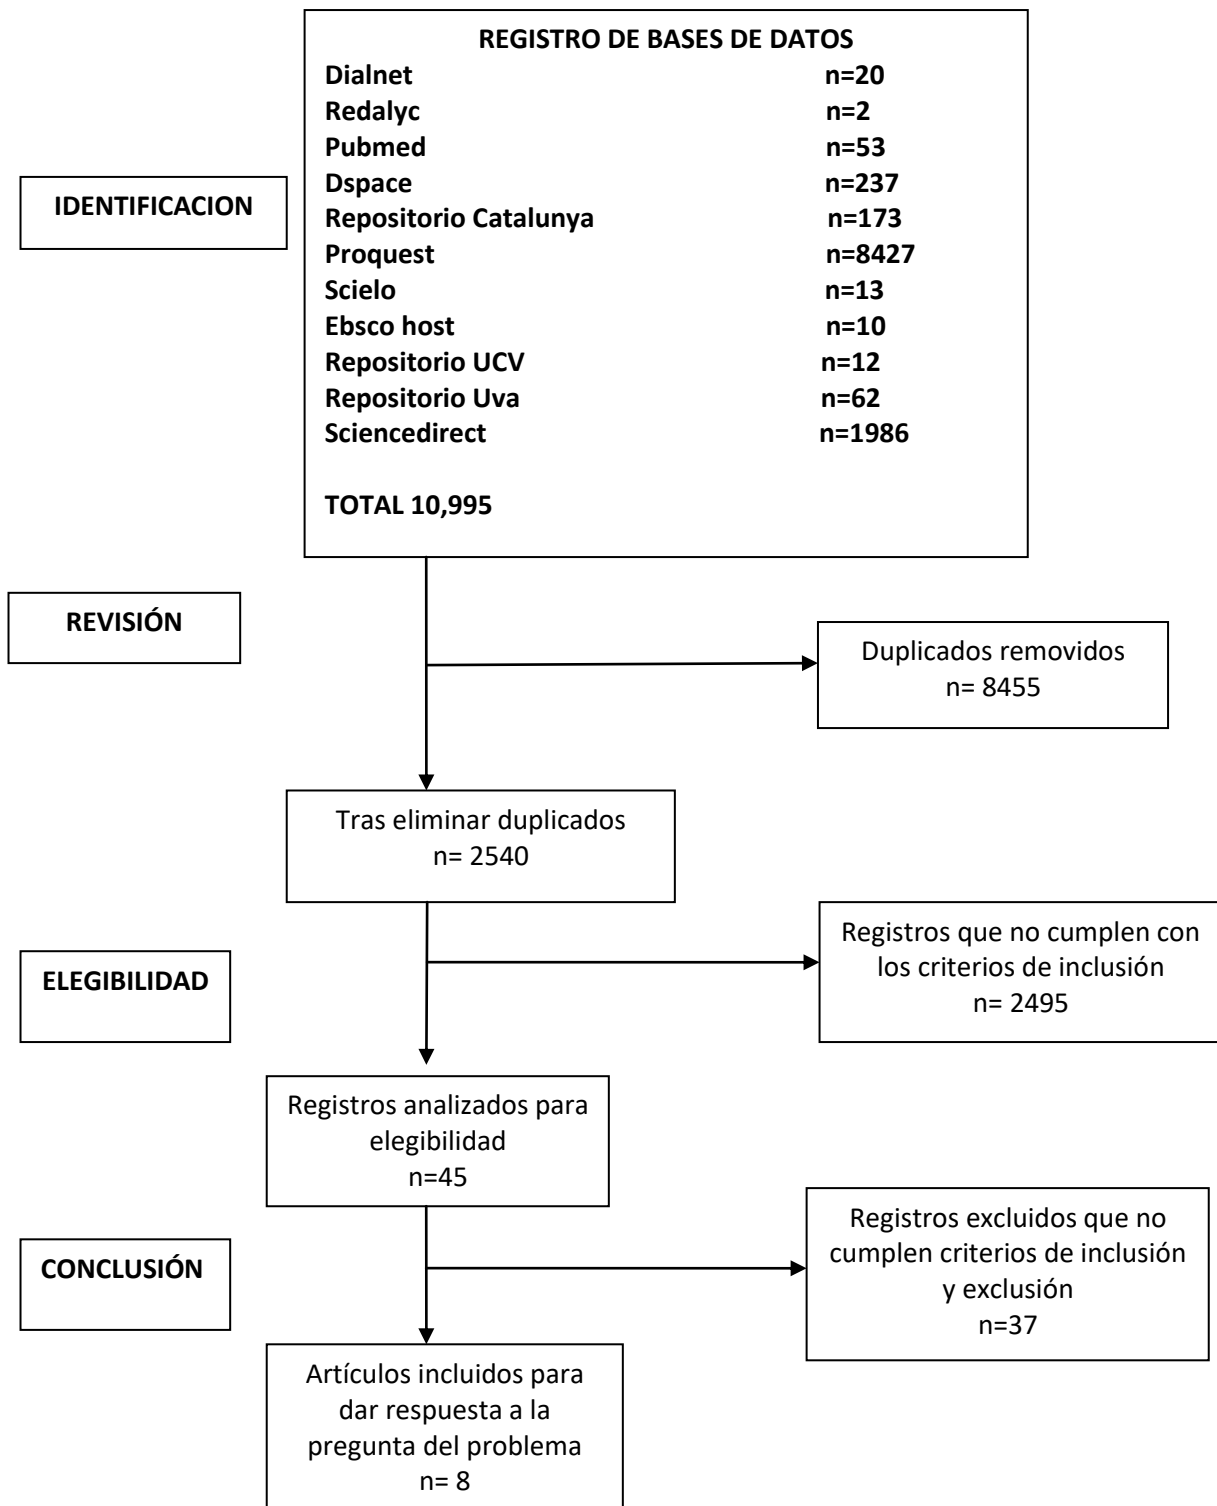 REGISTRO DE BASES DE DATOS
Dialnet n=20
Redalyc n=2
Pubmed n=53
Dspace n=237
Repositorio Catalunya n=173
Proquest n=8427
Scielo n=13
Ebsco host n=10
Repositorio UCV n=12
Repositorio Uva n=62
Sciencedirect n=1986
TOTAL 10,995
IDENTIFICACION
REVISIÓN
Duplicados removidos
n= 8455
Tras eliminar duplicados
n= 2540
ELEGIBILIDAD
Registros que no cumplen con
los criterios de inclusión
n= 2495
Registros analizados para
elegibilidad
n=45
CONCLUSIÓN
Registros excluidos que no
cumplen criterios de inclusión
y exclusión
n=37
Artículos incluidos para
dar respuesta a la
pregunta del problema
n= 8